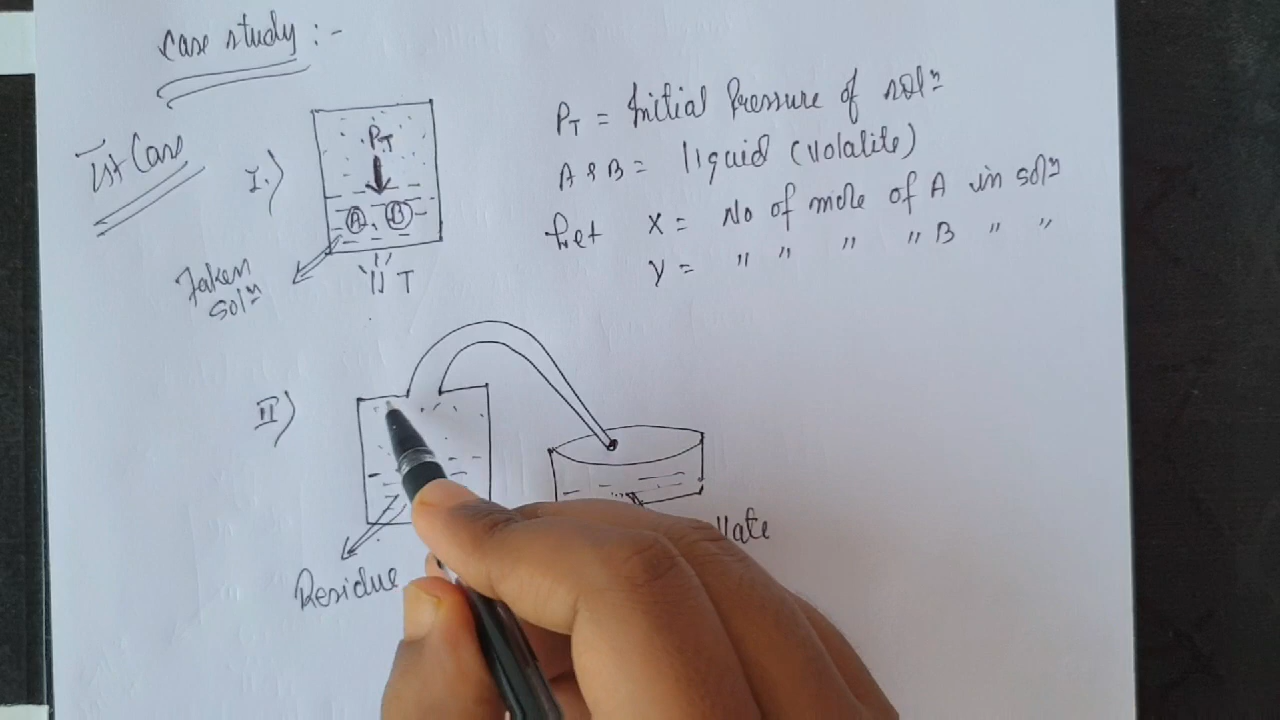 Case study :-
Ist Case
I.)
PT
A, B
Taken
solⁿ
T
PT = Initial Pressure of solⁿ
A & B = liquid (volatile)
Let X = No of mole of A in solⁿ
Y = " " " " B " "
II)
Residue
llate